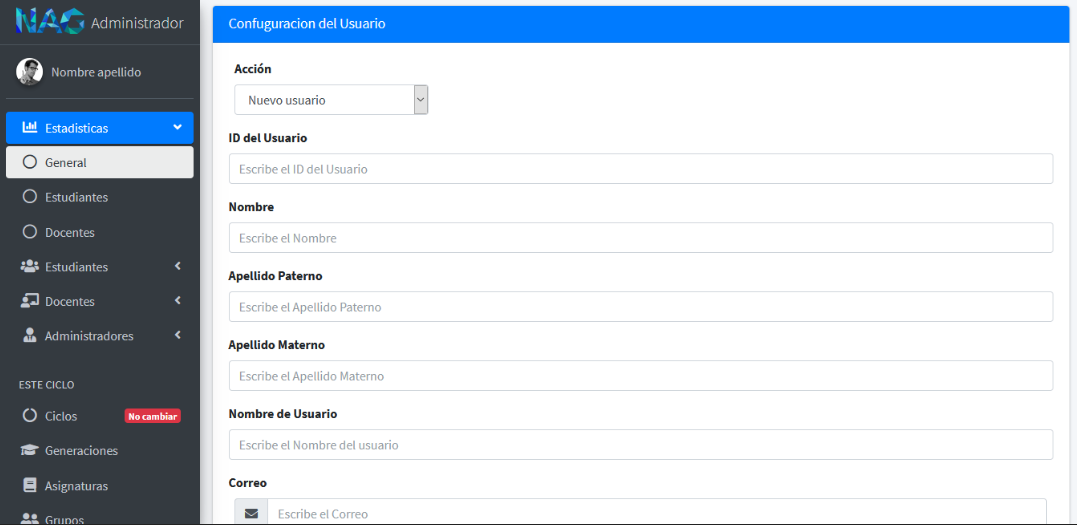 NAG Administrador
Nombre apellido
Estadisticas
General
Estudiantes
Docentes
Estudiantes
Docentes
Administradores
ESTE CICLO
Ciclos No cambiar
Generaciones
Asignaturas
Grupos
Confuguracion del Usuario
Acción
Nuevo usuario
ID del Usuario
Escribe el ID del Usuario
Nombre
Escribe el Nombre
Apellido Paterno
Escribe el Apellido Paterno
Apellido Materno
Escribe el Apellido Materno
Nombre de Usuario
Escribe el Nombre del usuario
Correo
Escribe el Correo